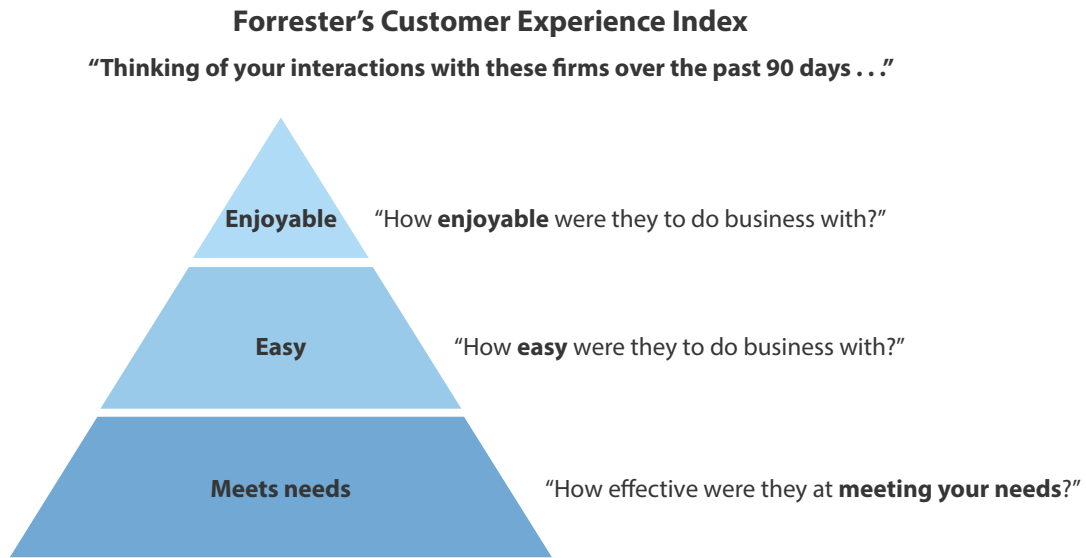 Forrester’s Customer Experience Index
“Thinking of your interactions with these firms over the past 90 days . . .”
Enjoyable “How enjoyable were they to do business with?”
Easy “How easy were they to do business with?”
Meets needs “How effective were they at meeting your needs?”